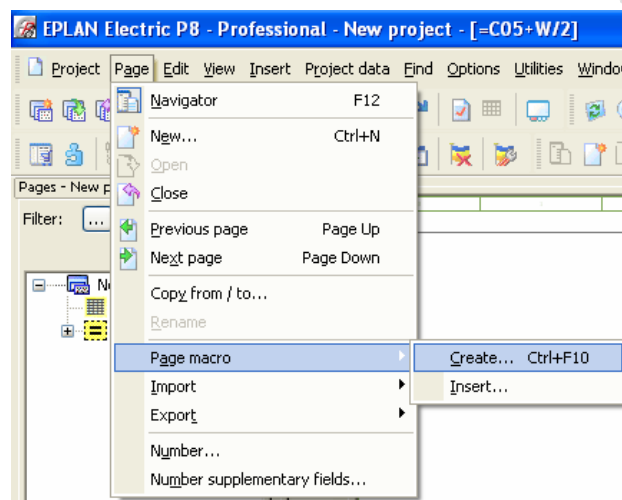 EPLAN Electric P8 - Professional - New project - [=C05+W/2]
Project Page Edit View Insert Project data Find Options Utilities Windo
Navigator F12
New... Ctrl+N
Open
Pages - New p
Close
Filter: ...
Previous page Page Up
Next page Page Down
Ne
Copy from / to...
Rename
Page macro
Create... Ctrl+F10
Import
Insert...
Export
Number...
Number supplementary fields...